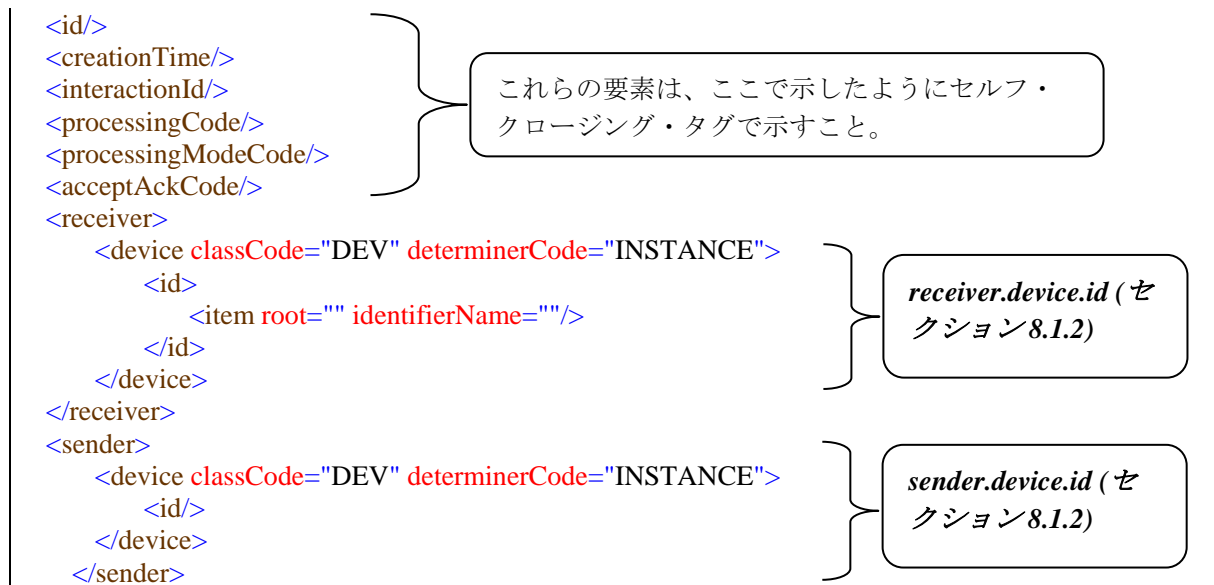 <id/>
<creationTime/>
<interactionId/>
<processingCode/>
<processingModeCode/>
<acceptAckCode/>
これらの要素は、ここで示したようにセルフ・
クロージング・タグで示すこと。
<receiver>
<device classCode="DEV" determinerCode="INSTANCE">
<id>
<item root="" identifierName=""/>
</id>
</device>
</receiver>
receiver.device.id (セ
クション 8.1.2)
<sender>
<device classCode="DEV" determinerCode="INSTANCE">
<id/>
</device>
</sender>
sender.device.id (セ
クション 8.1.2)